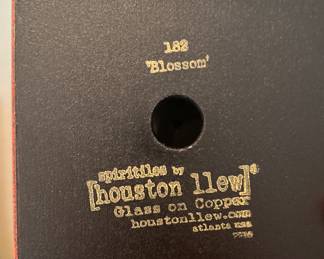 182
'Blossom'
spiritiles by
[houston llew]®
Glass on Copper
houstonllew.com
atlanta usa